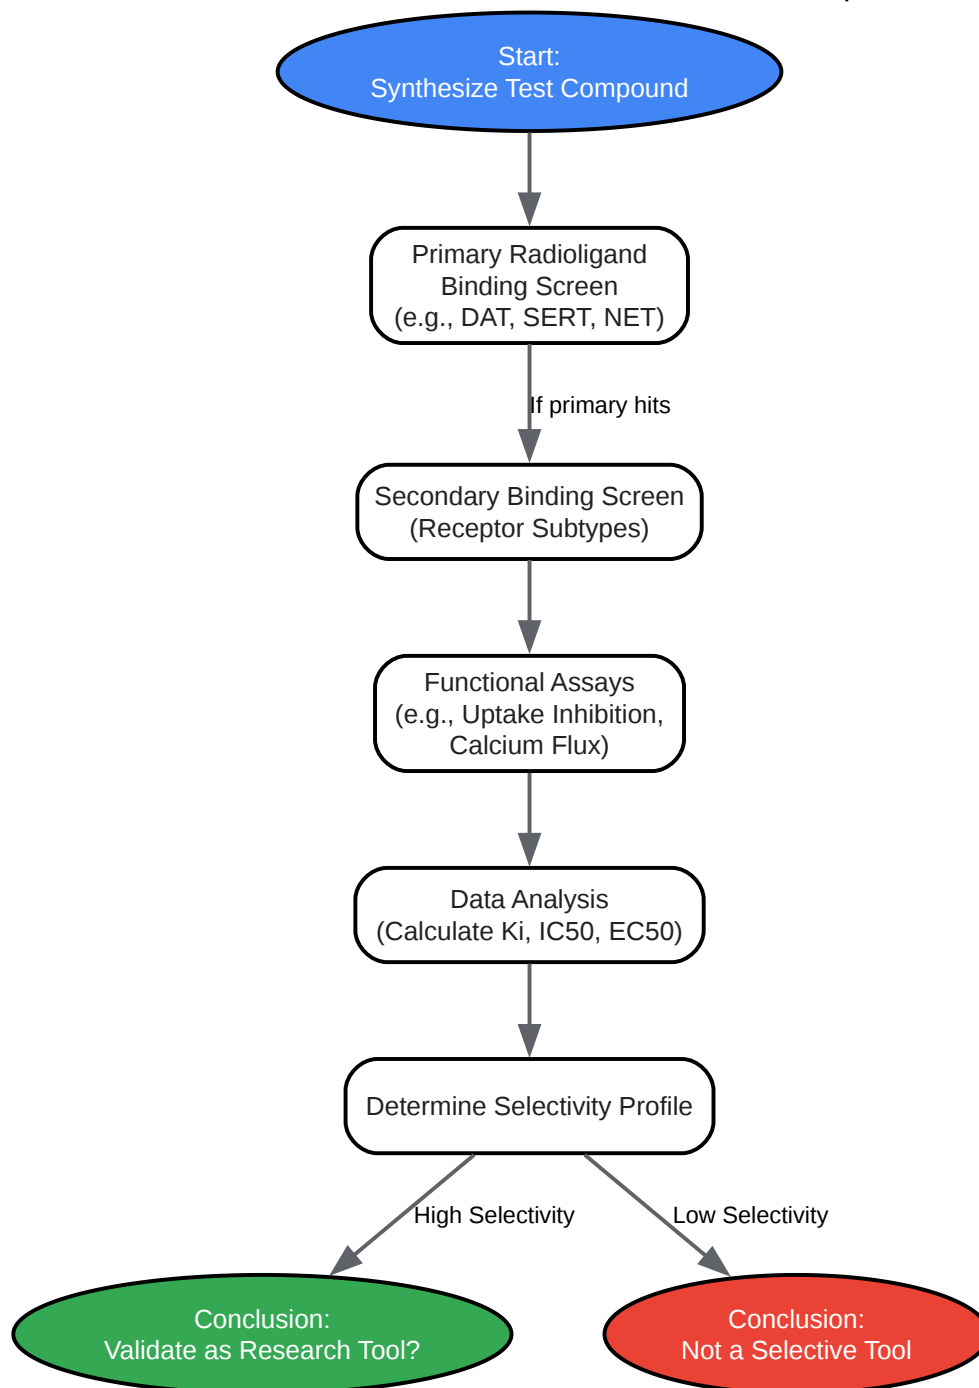 Start:
Synthesize Test Compound
Primary Radioligand
Binding Screen
(e.g., DAT, SERT, NET)
If primary hits
Secondary Binding Screen
(Receptor Subtypes)
Functional Assays
(e.g., Uptake Inhibition,
Calcium Flux)
Data Analysis
(Calculate Ki, IC50, EC50)
Determine Selectivity Profile
High Selectivity
Low Selectivity
Conclusion:
Validate as Research Tool?
Conclusion:
Not a Selective Tool